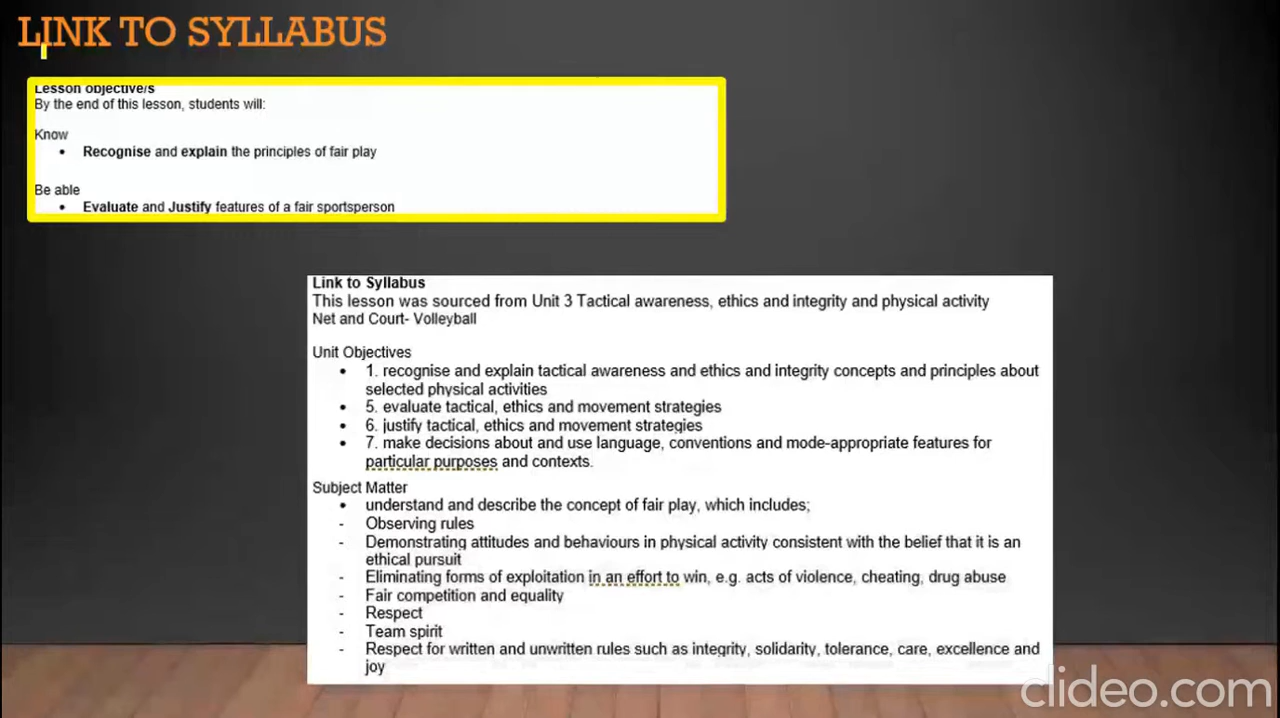 LINK TO SYLLABUS
Lesson objective/s
By the end of this lesson, students will:
Know
• Recognise and explain the principles of fair play
Be able
• Evaluate and Justify features of a fair sportsperson
Link to Syllabus
This lesson was sourced from Unit 3 Tactical awareness, ethics and integrity and physical activity
Net and Court- Volleyball
Unit Objectives
• 1. recognise and explain tactical awareness and ethics and integrity concepts and principles about
selected physical activities
• 5. evaluate tactical, ethics and movement strategies
• 6. justify tactical, ethics and movement strategies
• 7. make decisions about and use language, conventions and mode-appropriate features for
particular purposes and contexts.
Subject Matter
• understand and describe the concept of fair play, which includes;
- Observing rules
- Demonstrating attitudes and behaviours in physical activity consistent with the belief that it is an
ethical pursuit
- Eliminating forms of exploitation in an effort to win, e.g. acts of violence, cheating, drug abuse
- Fair competition and equality
- Respect
- Team spirit
- Respect for written and unwritten rules such as integrity, solidarity, tolerance, care, excellence and
joy
clideo.com